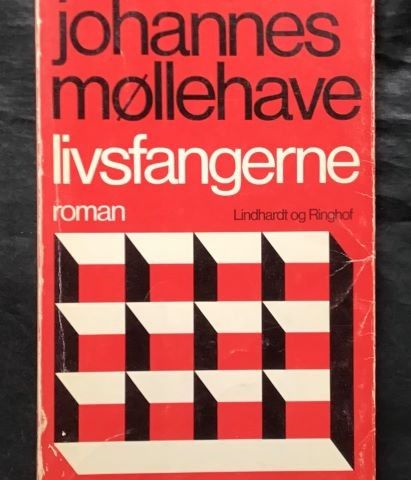 johannes
møllehave
livsfangerne
roman
Lindhardt og Ringhof